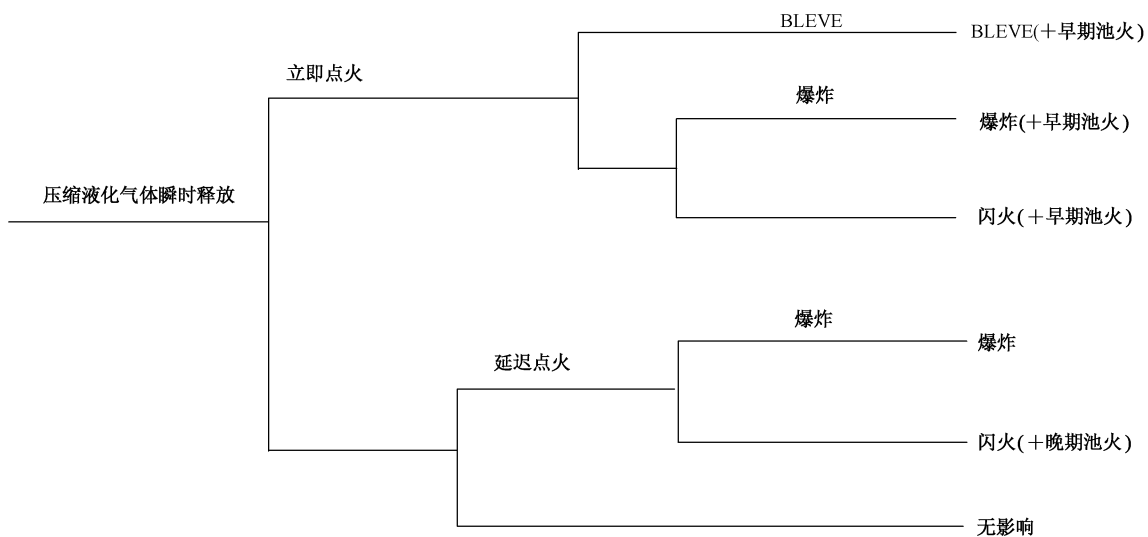 BLEVE
BLEVE(+早期池火)
立即点火
爆炸
爆炸(+早期池火)
压缩液化气体瞬时释放
闪火(+早期池火)
爆炸
爆炸
延迟点火
闪火(+晚期池火)
无影响